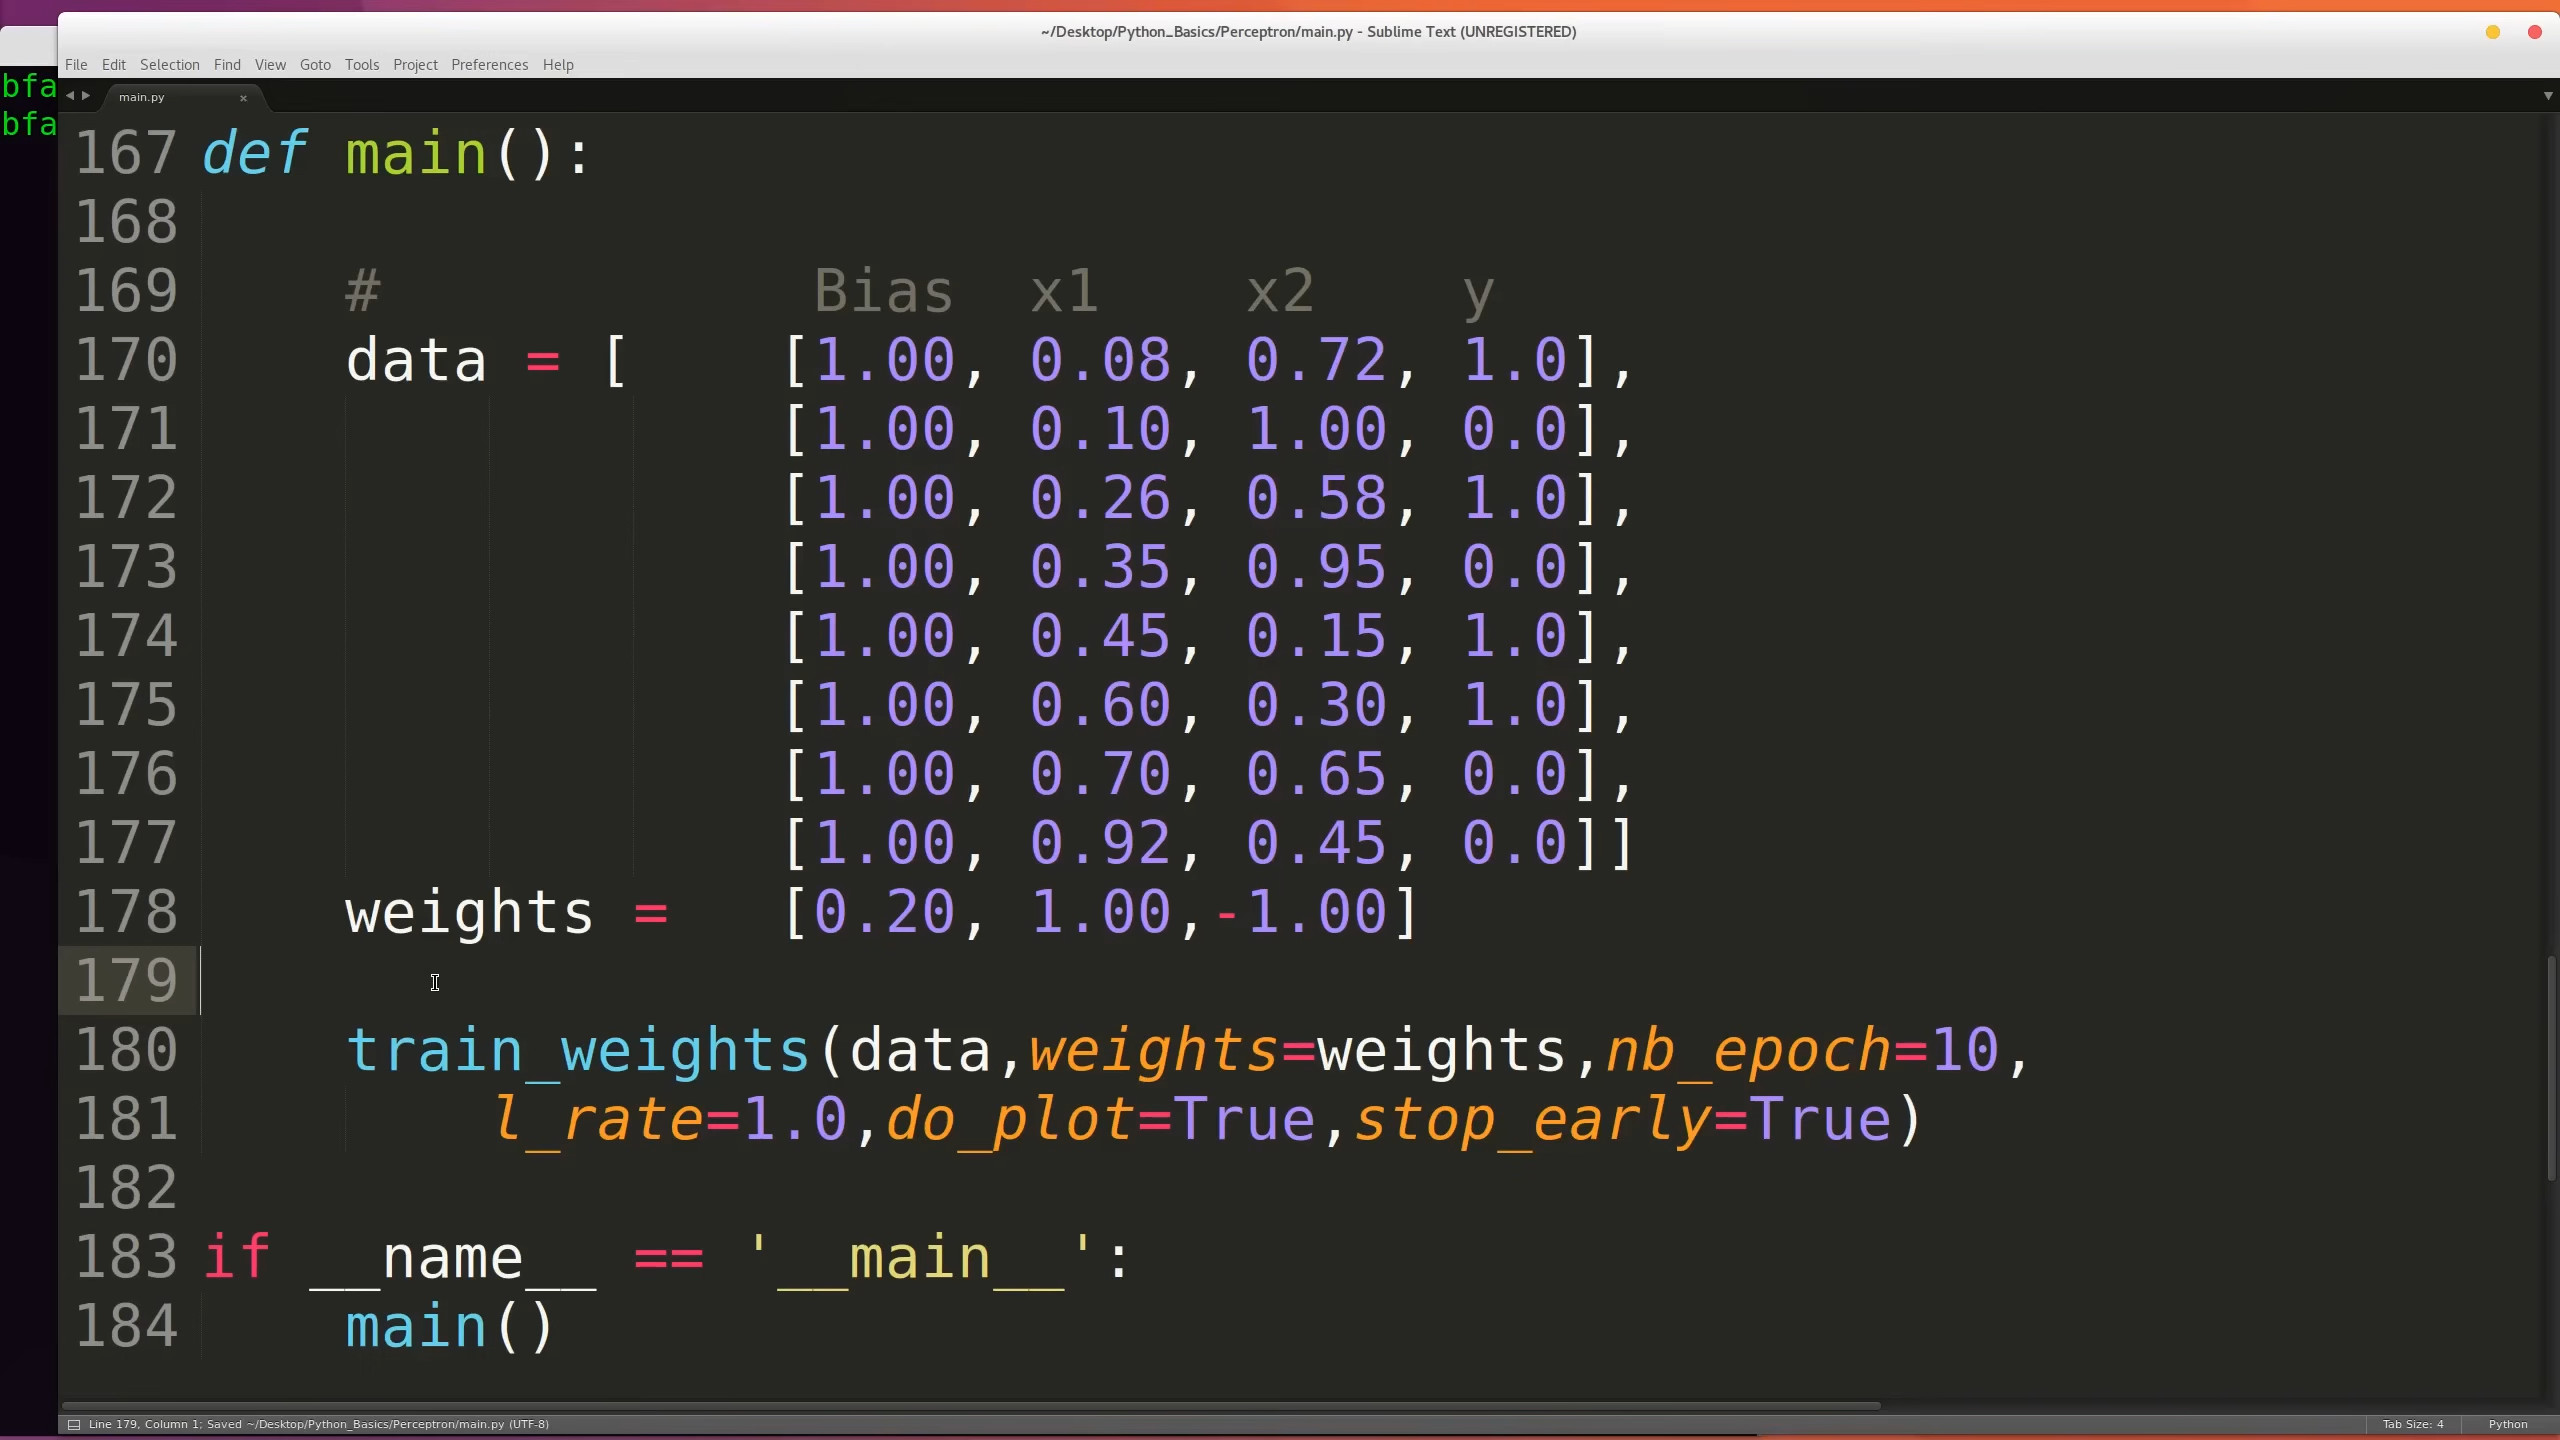 ~/Desktop/Python_Basics/Perceptron/main.py - Sublime Text (UNREGISTERED)
File Edit Selection Find View Goto Tools Project Preferences Help
bfa
main.py ×
bfa
167 def main():
168
169 # Bias x1 x2 y
170 data = [ [1.00, 0.08, 0.72, 1.0],
171 [1.00, 0.10, 1.00, 0.0],
172 [1.00, 0.26, 0.58, 1.0],
173 [1.00, 0.35, 0.95, 0.0],
174 [1.00, 0.45, 0.15, 1.0],
175 [1.00, 0.60, 0.30, 1.0],
176 [1.00, 0.70, 0.65, 0.0],
177 [1.00, 0.92, 0.45, 0.0]]
178 weights = [0.20, 1.00,-1.00]
179
180 train_weights(data,weights=weights,nb_epoch=10,
181 l_rate=1.0,do_plot=True,stop_early=True)
182
183 if __name__ == '__main__':
184 main()
Line 179, Column 1; Saved ~/Desktop/Python_Basics/Perceptron/main.py (UTF-8) Tab Size: 4 Python